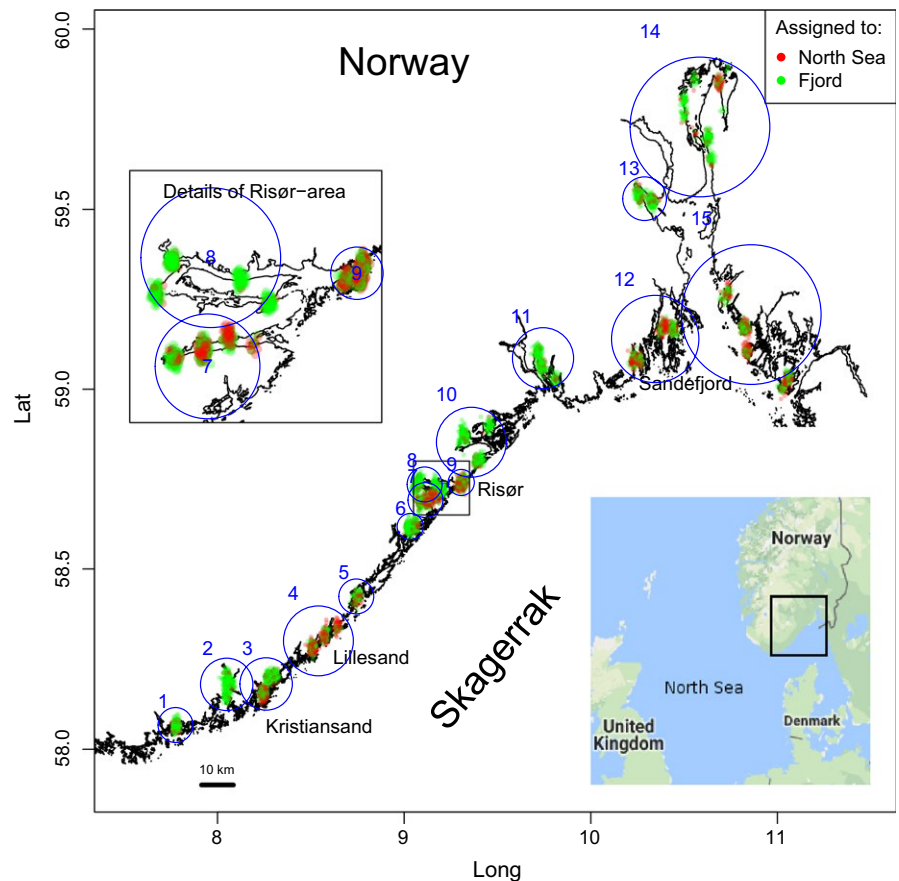 60.0
59.5
59.0
58.5
58.0
Lat
8
9
10
11
Long
Norway
Assigned to:
North Sea
Fjord
Details of Risør−area
8
9
7
14
13
15
12
11
10
9
8
6
5
4
3
2
1
Sandefjord
Risør
Lillesand
Kristiansand
Skagerrak
10 km
Norway
North Sea
United
Kingdom
Denmark